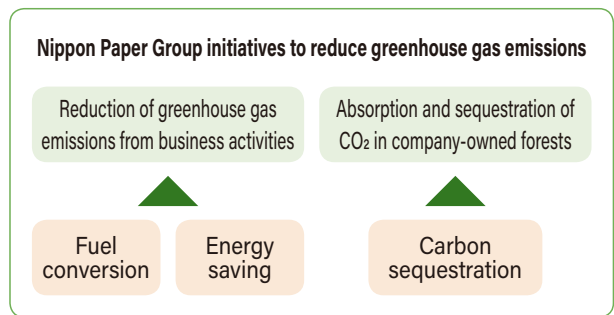 Nippon Paper Group initiatives to reduce greenhouse gas emissions
Reduction of greenhouse gas
emissions from business activities
Absorption and sequestration of
CO₂ in company-owned forests
Fuel
conversion
Energy
saving
Carbon
sequestration